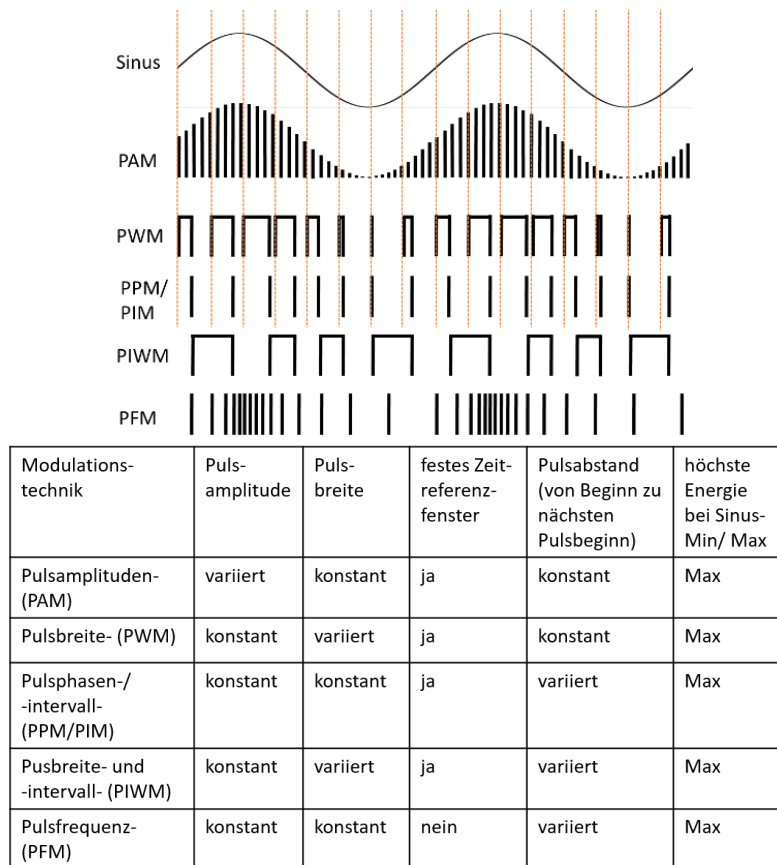 Sinus
PAM
PWM
PPM/
PIM
PIWM
PFM
Modulations-
technik
Puls-
amplitude
Puls-
breite
festes Zeit-
referenz-
fenster
Pulsabstand
(von Beginn zu
nächsten
Pulsbeginn)
höchste
Energie
bei Sinus-
Min/ Max
Pulsamplituden-
(PAM)
variiert
konstant
ja
konstant
Max
Pulsbreite- (PWM)
konstant
variiert
ja
konstant
Max
Pulsphasen-/
-intervall-
(PPM/PIM)
konstant
konstant
ja
variiert
Max
Pusbreite- und
-intervall- (PIWM)
konstant
variiert
ja
variiert
Max
Pulsfrequenz-
(PFM)
konstant
konstant
nein
variiert
Max